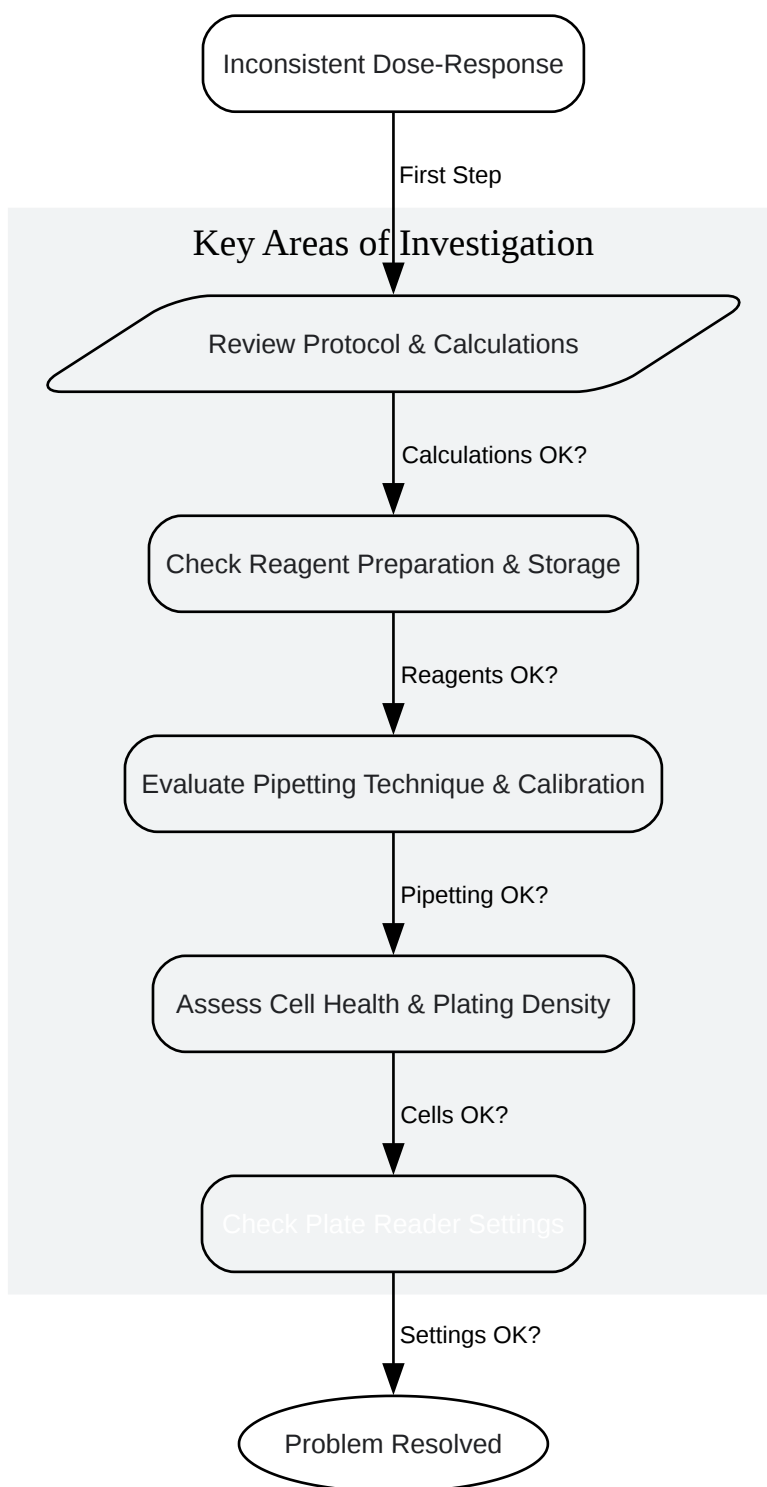 Inconsistent Dose-Response
First Step
Key Areas of Investigation
Review Protocol & Calculations
Calculations OK?
Check Reagent Preparation & Storage
Reagents OK?
Evaluate Pipetting Technique & Calibration
Pipetting OK?
Assess Cell Health & Plating Density
Cells OK?
Check Plate Reader Settings
Settings OK?
Problem Resolved